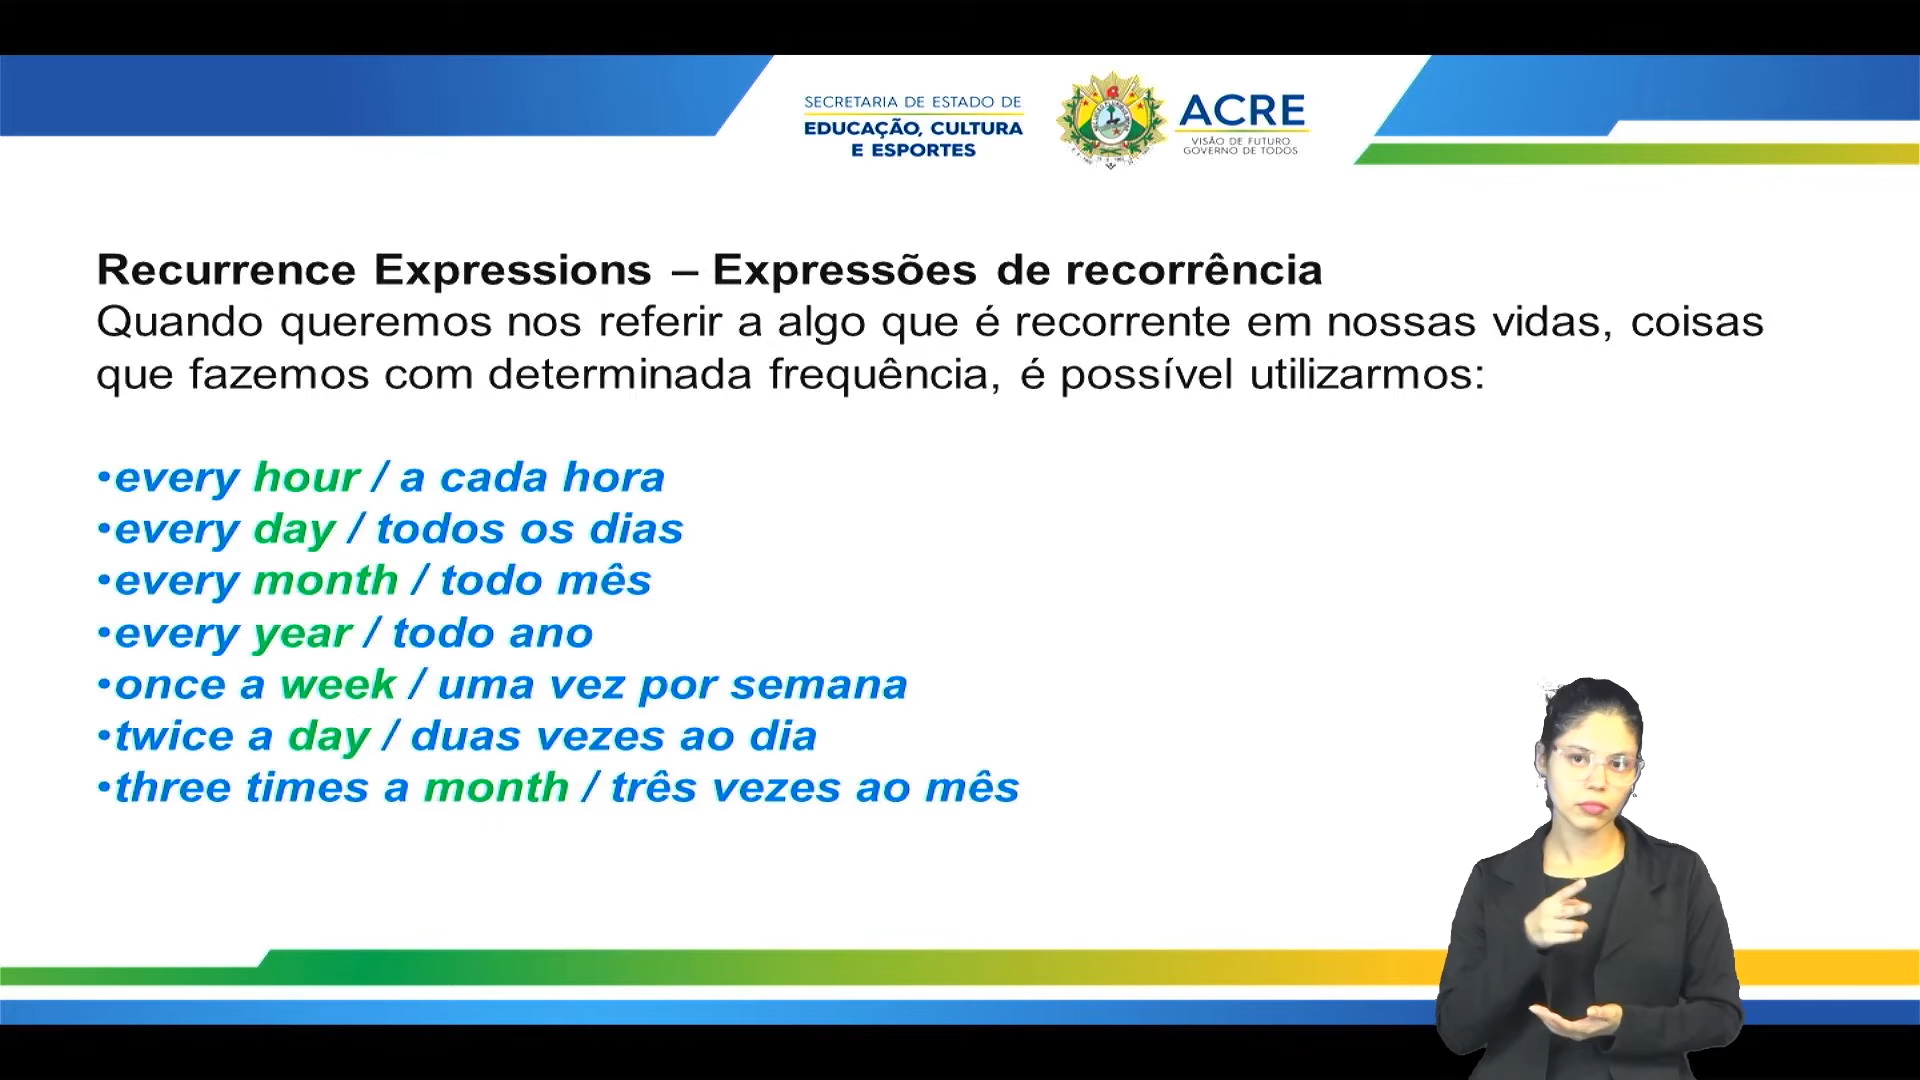 SECRETARIA DE ESTADO DE
EDUCAÇÃO, CULTURA
E ESPORTES
ACRE
VISÃO DE FUTURO
GOVERNO DE TODOS
Recurrence Expressions – Expressões de recorrência
Quando queremos nos referir a algo que é recorrente em nossas vidas, coisas
que fazemos com determinada frequência, é possível utilizarmos:
•every hour / a cada hora
•every day / todos os dias
•every month / todo mês
•every year / todo ano
•once a week / uma vez por semana
•twice a day / duas vezes ao dia
•three times a month / três vezes ao mês